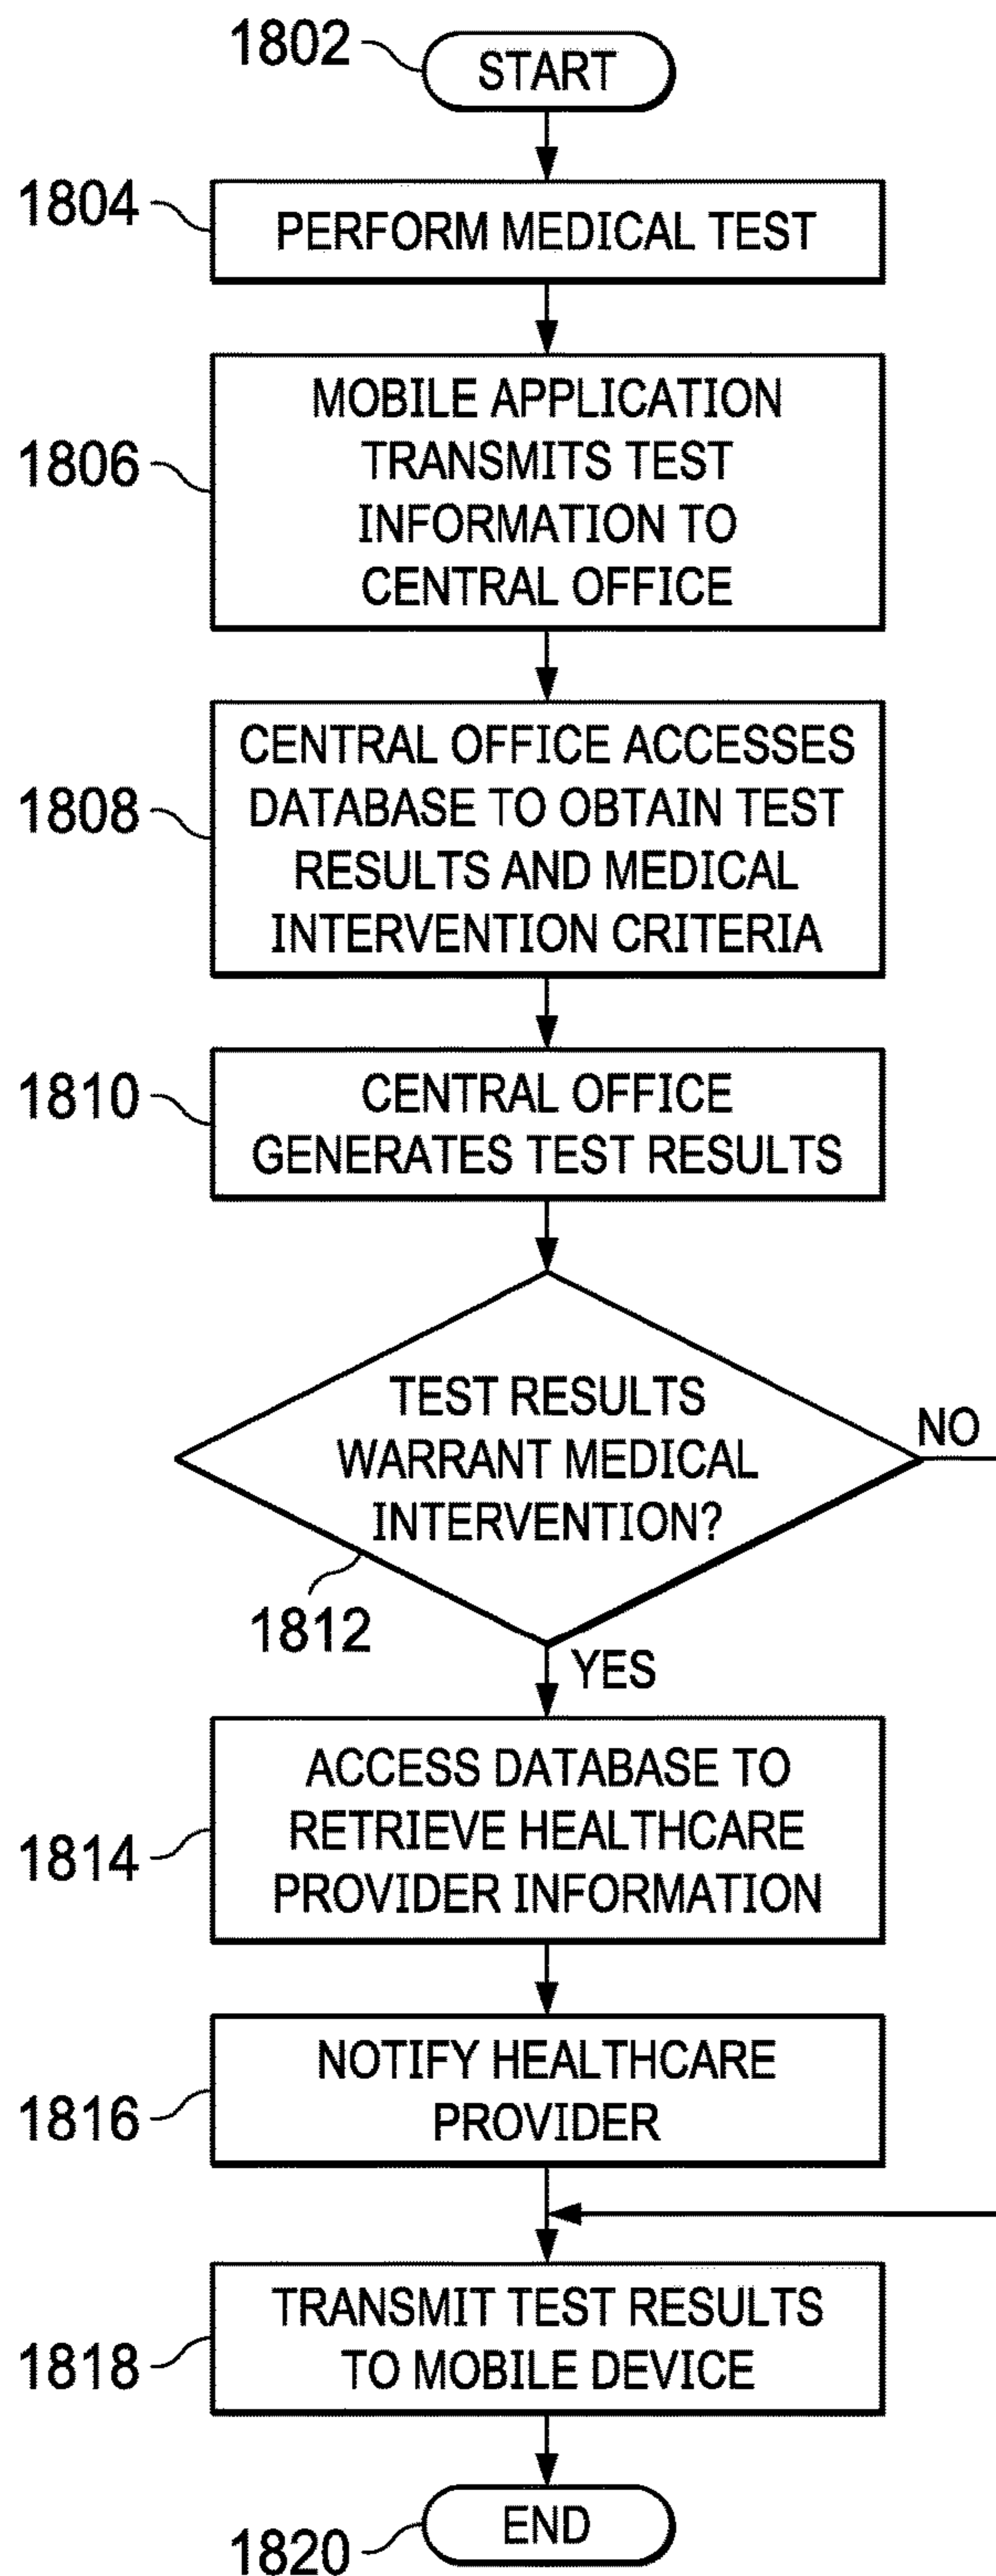 1802
START
1804
PERFORM MEDICAL TEST
1806
MOBILE APPLICATION
TRANSMITS TEST
INFORMATION TO
CENTRAL OFFICE
1808
CENTRAL OFFICE ACCESSES
DATABASE TO OBTAIN TEST
RESULTS AND MEDICAL
INTERVENTION CRITERIA
1810
CENTRAL OFFICE
GENERATES TEST RESULTS
TEST RESULTS
WARRANT MEDICAL
INTERVENTION?
NO
1812
YES
1814
ACCESS DATABASE TO
RETRIEVE HEALTHCARE
PROVIDER INFORMATION
1816
NOTIFY HEALTHCARE
PROVIDER
1818
TRANSMIT TEST RESULTS
TO MOBILE DEVICE
1820
END